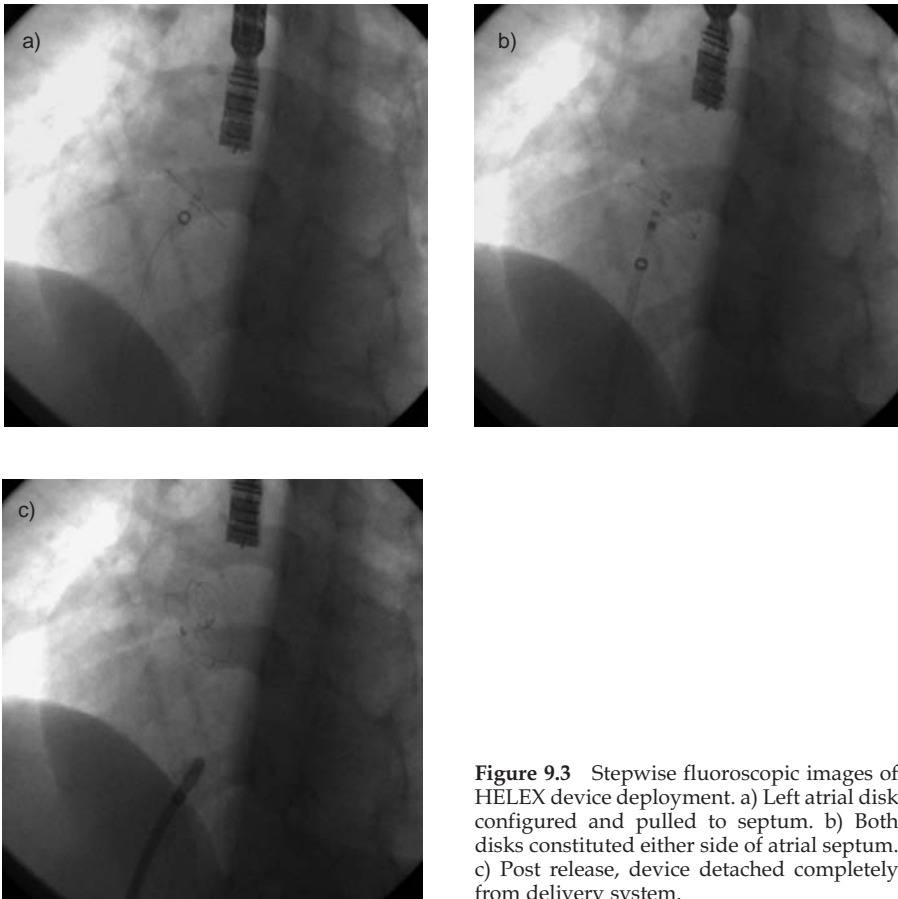 a)
b)
c)
Figure 9.3 Stepwise fluoroscopic images of
HELEX device deployment. a) Left atrial disk
configured and pulled to septum. b) Both
disks constituted either side of atrial septum.
c) Post release, device detached completely
from delivery system.